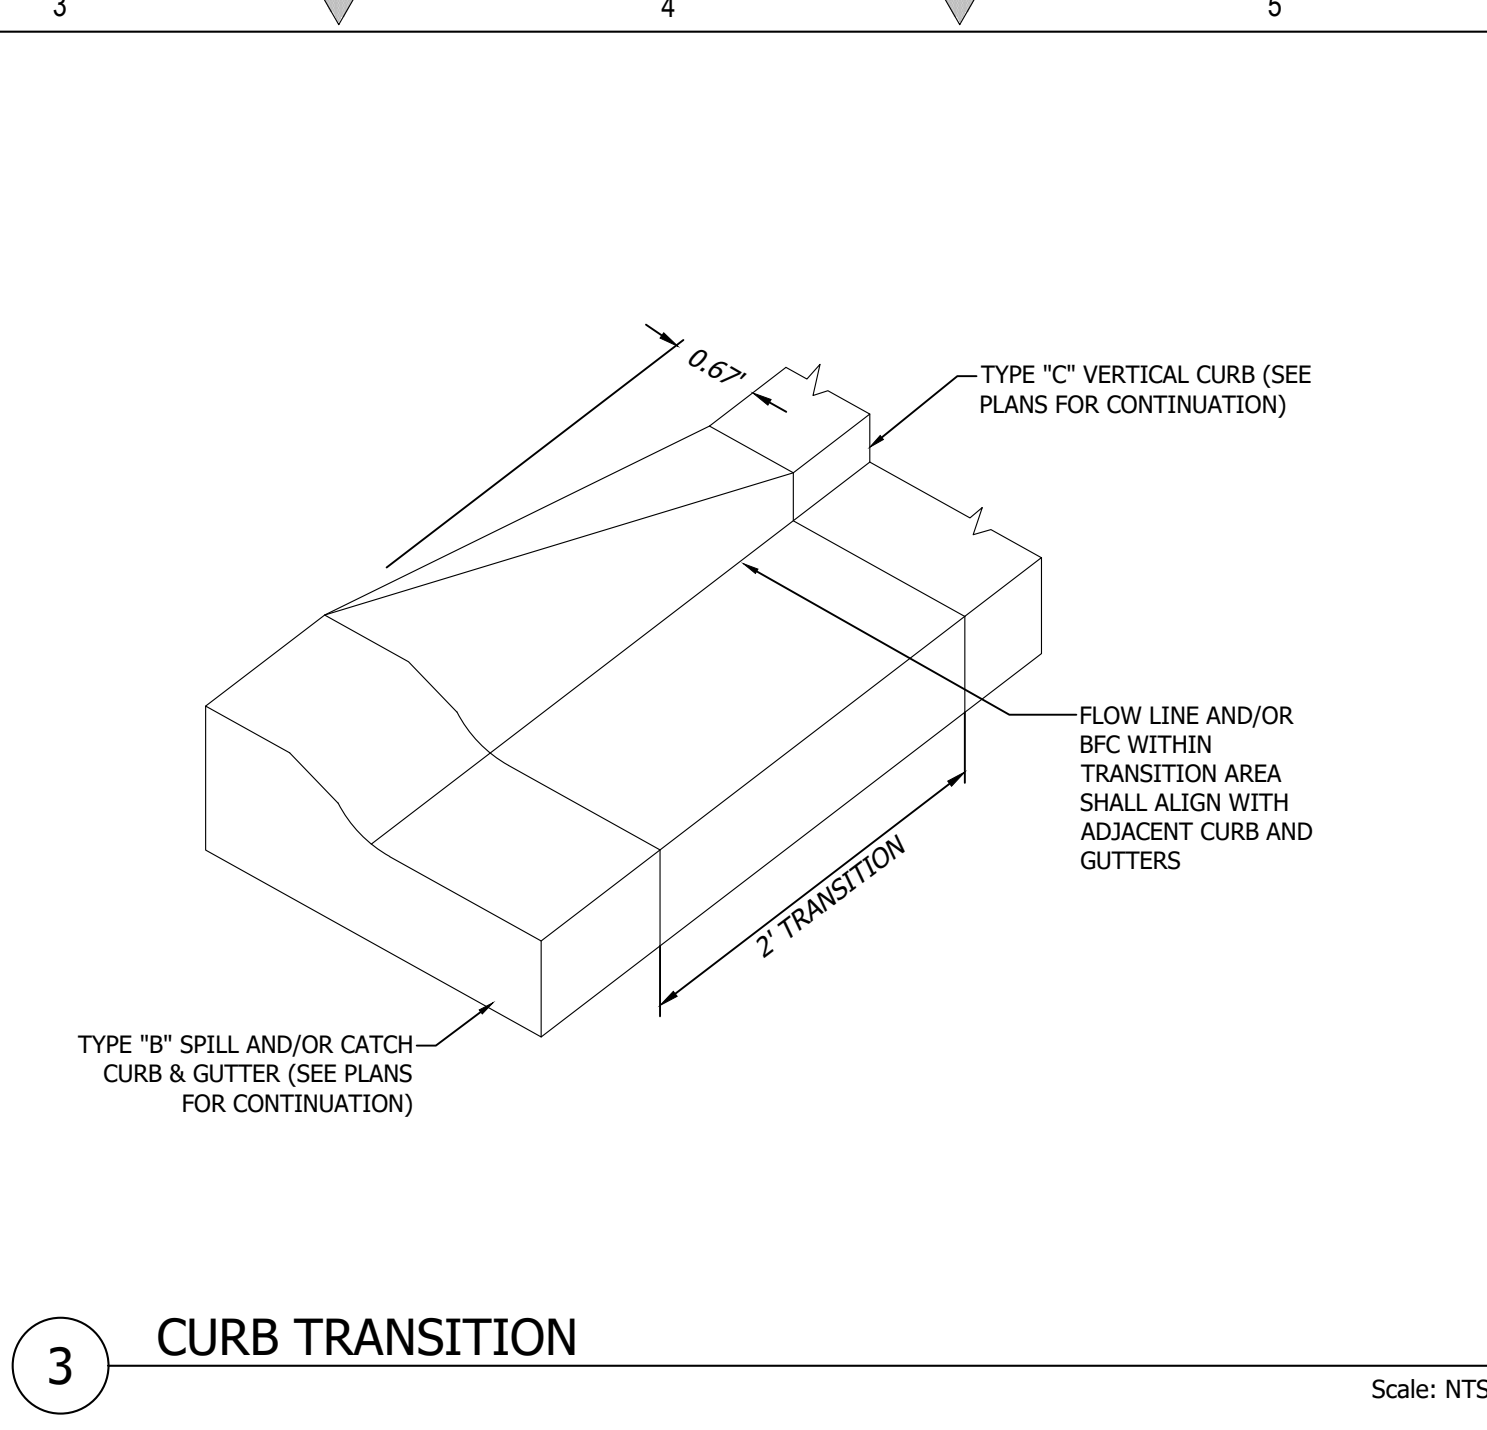 3
4
5
0.67'
TYPE "C" VERTICAL CURB (SEE
PLANS FOR CONTINUATION)
FLOW LINE AND/OR
BFC WITHIN
TRANSITION AREA
SHALL ALIGN WITH
ADJACENT CURB AND
GUTTERS
2' TRANSITION
TYPE "B" SPILL AND/OR CATCH
CURB & GUTTER (SEE PLANS
FOR CONTINUATION)
3
CURB TRANSITION
Scale: NTS